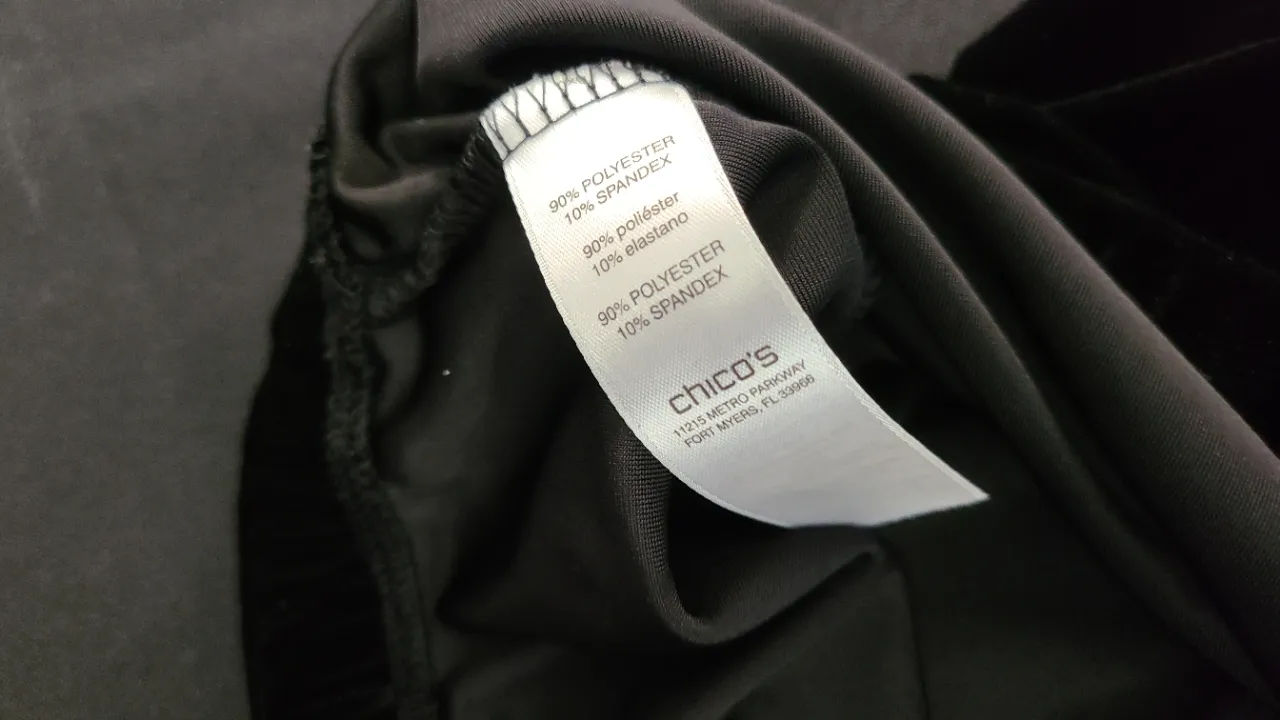 90% POLYESTER
10% SPANDEX
90% poliéster
10% elastano
90% POLYESTER
10% SPANDEX
chico's
11215 METRO PARKWAY
FORT MYERS, FL 33966